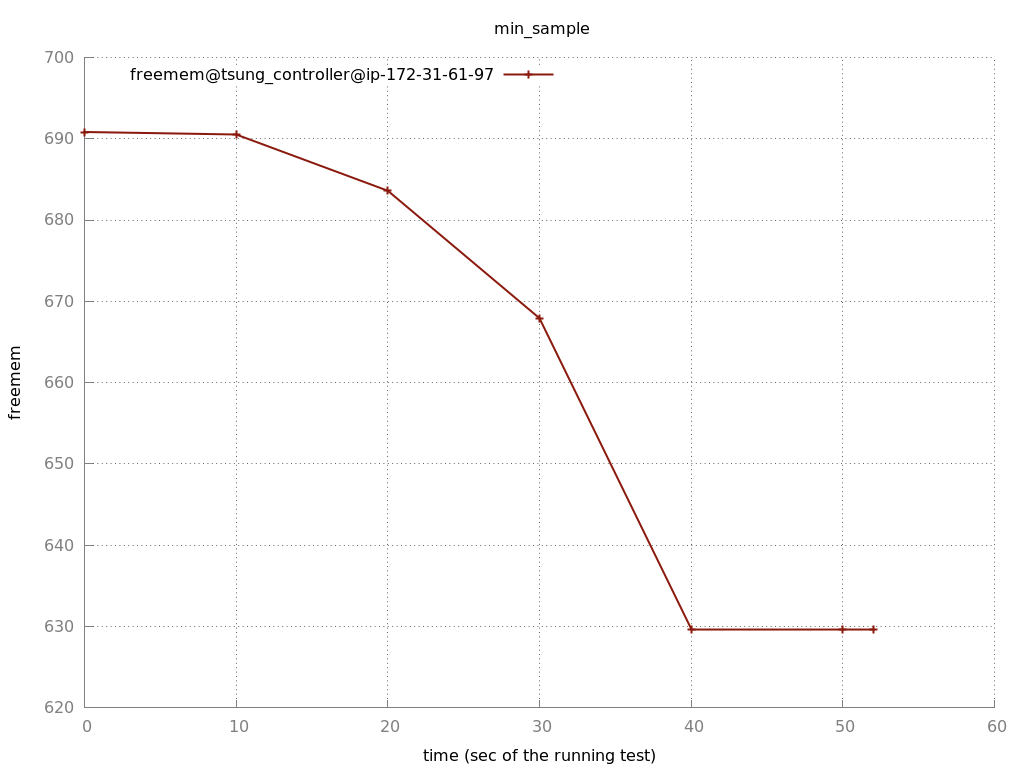 min_sample
700
freemem@tsung_controller@ip-172-31-61-97
690
680
670
660
650
640
630
620
freemem
0 10 20 30 40 50 60
time (sec of the running test)